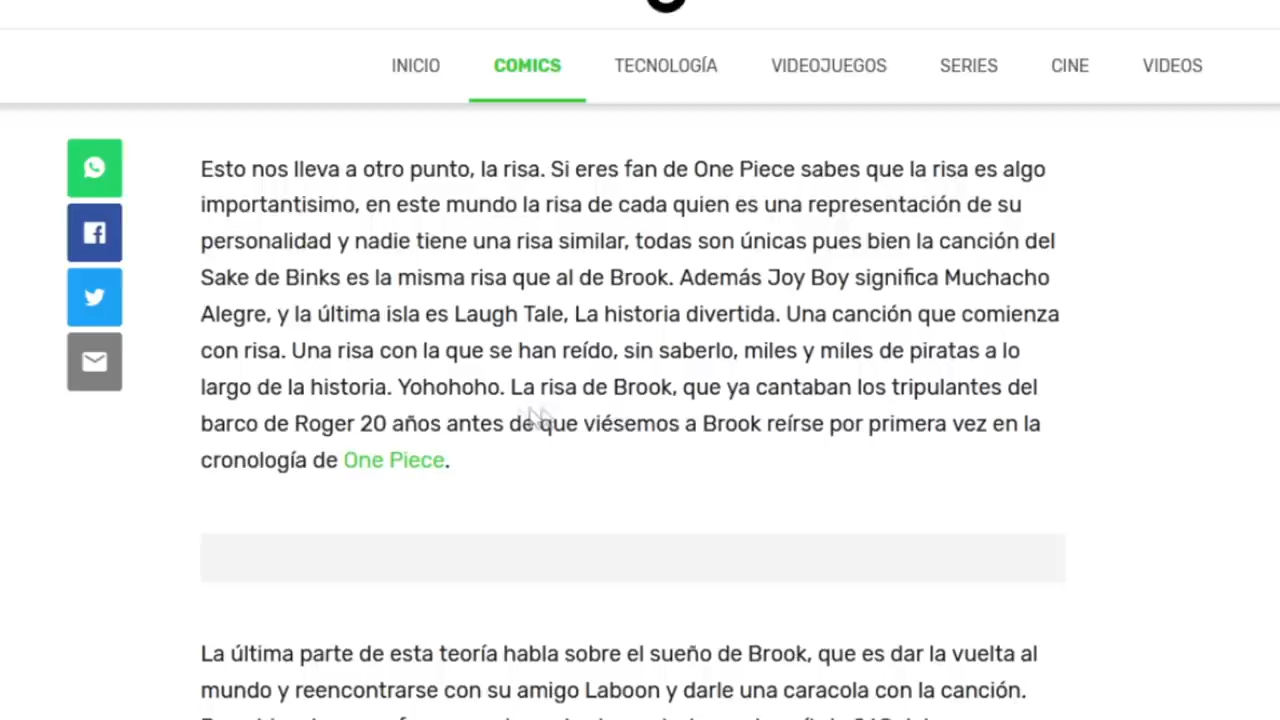 INICIO COMICS TECNOLOGÍA VIDEOJUEGOS SERIES CINE VIDEOS
Esto nos lleva a otro punto, la risa. Si eres fan de One Piece sabes que la risa es algo
importantisimo, en este mundo la risa de cada quien es una representación de su
personalidad y nadie tiene una risa similar, todas son únicas pues bien la canción del
Sake de Binks es la misma risa que al de Brook. Además Joy Boy significa Muchacho
Alegre, y la última isla es Laugh Tale, La historia divertida. Una canción que comienza
con risa. Una risa con la que se han reído, sin saberlo, miles y miles de piratas a lo
largo de la historia. Yohohoho. La risa de Brook, que ya cantaban los tripulantes del
barco de Roger 20 años antes de que viésemos a Brook reírse por primera vez en la
cronología de One Piece.
La última parte de esta teoría habla sobre el sueño de Brook, que es dar la vuelta al
mundo y reencontrarse con su amigo Laboon y darle una caracola con la canción.